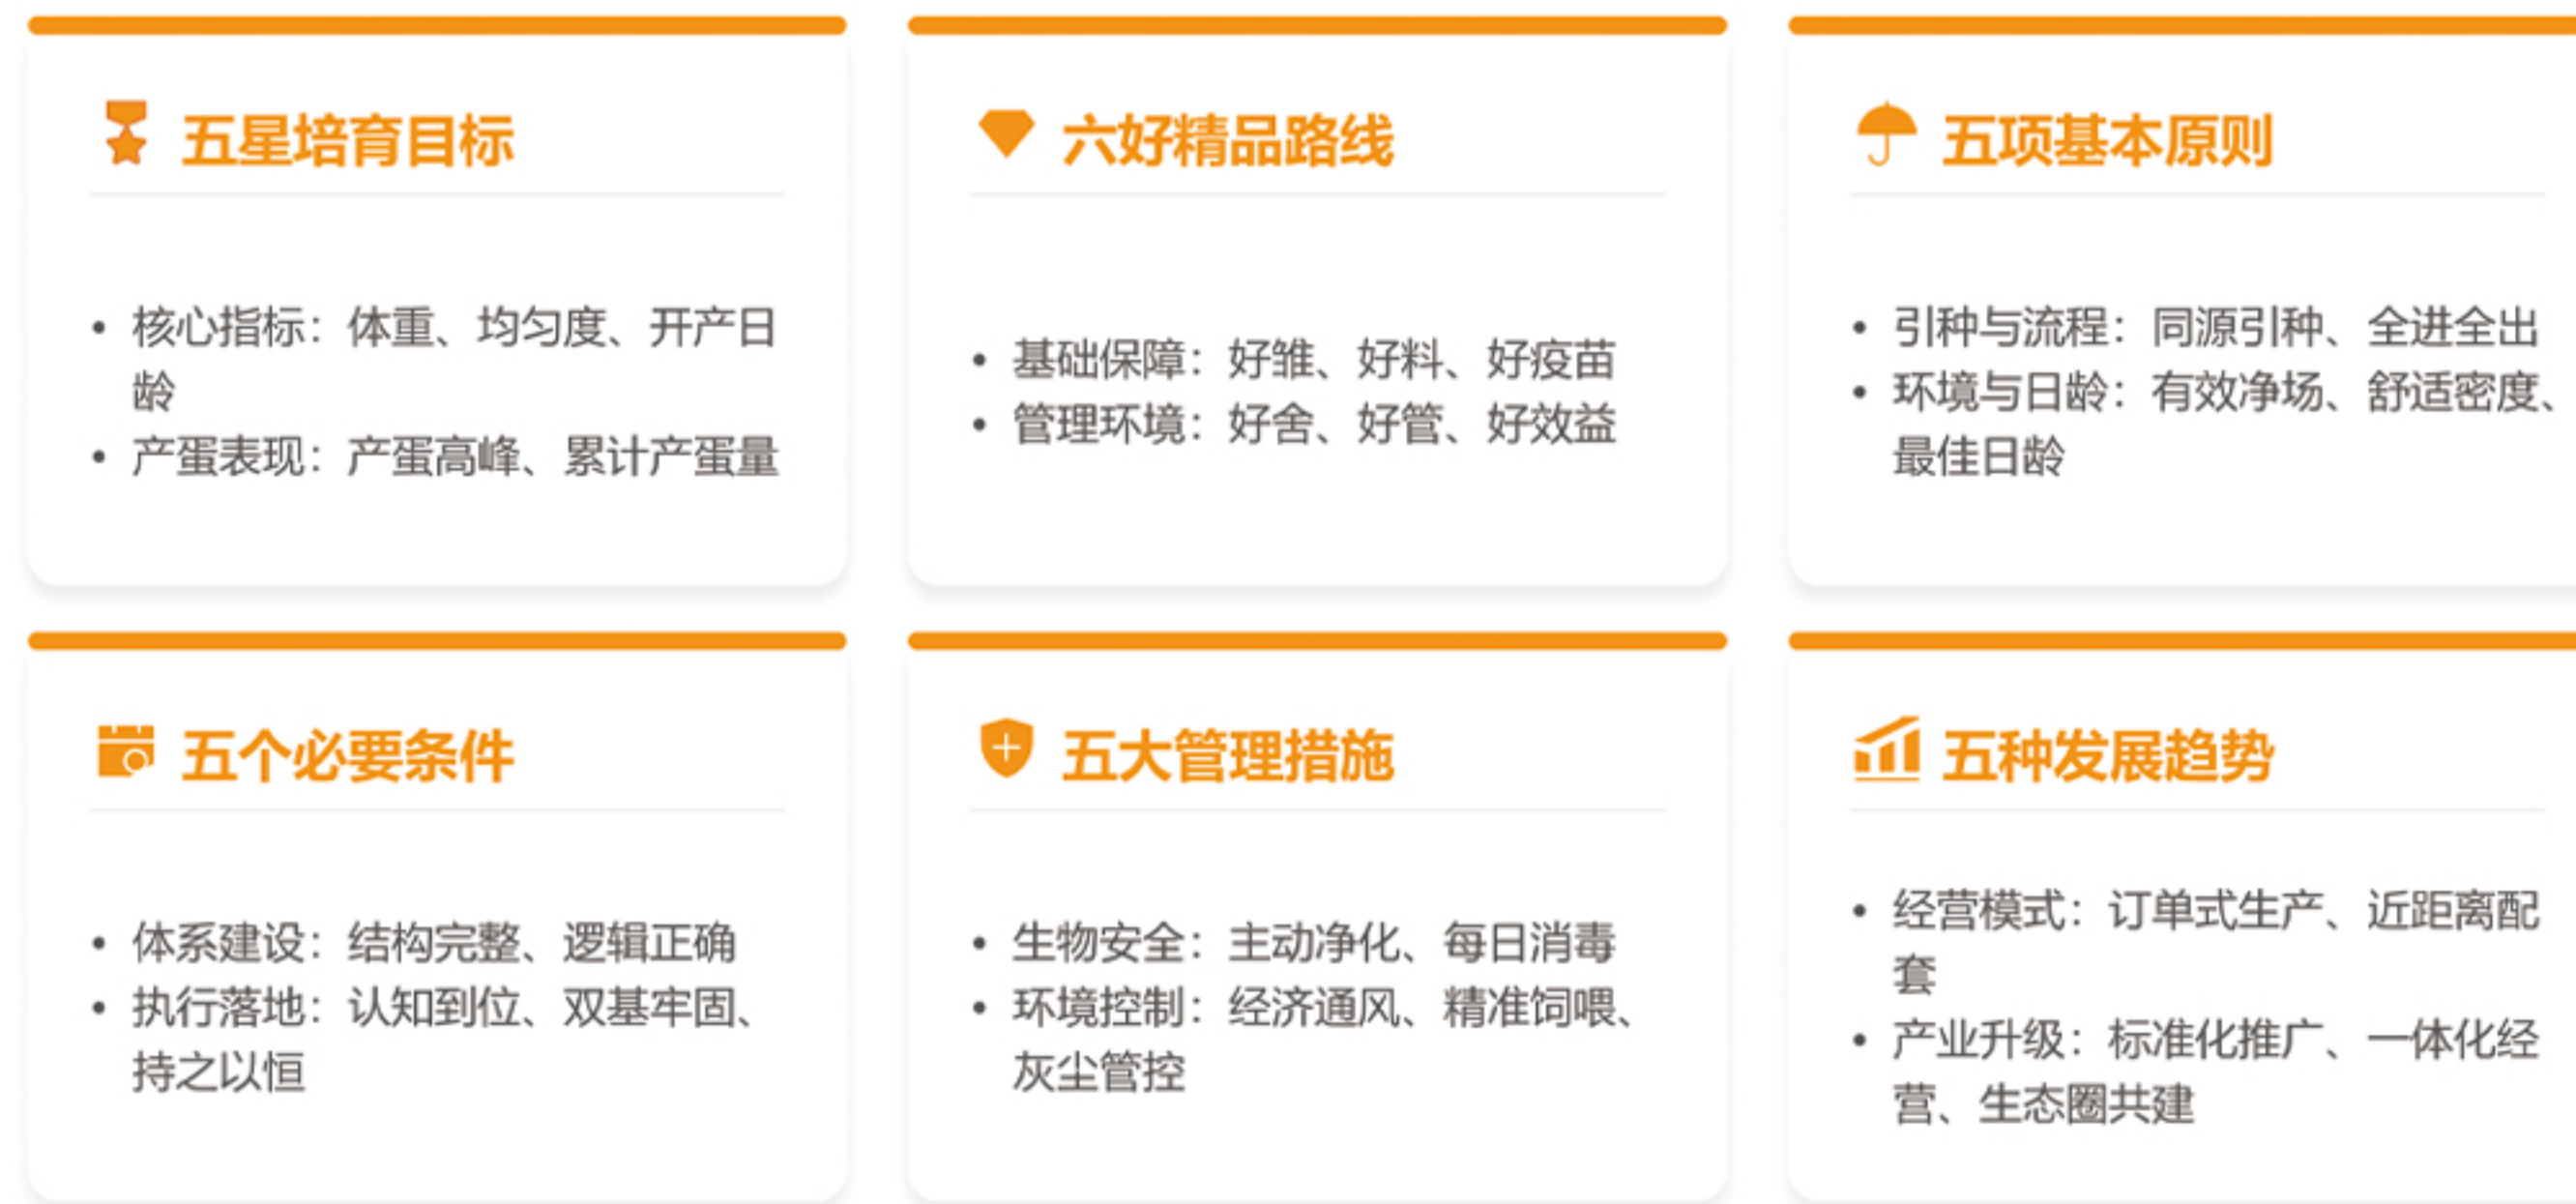 五星培育目标
• 核心指标：体重、均匀度、开产日
龄
• 产蛋表现：产蛋高峰、累计产蛋量
六好精品路线
• 基础保障：好雏、好料、好疫苗
• 管理环境：好舍、好管、好效益
五项基本原则
• 引种与流程：同源引种、全进全出
• 环境与日龄：有效净场、舒适密度、
最佳日龄
五个必要条件
• 体系建设：结构完整、逻辑正确
• 执行落地：认知到位、双基牢固、
持之以恒
五大管理措施
• 生物安全：主动净化、每日消毒
• 环境控制：经济通风、精准饲喂、
灰尘管控
五种发展趋势
• 经营模式：订单式生产、近距离配
套
• 产业升级：标准化推广、一体化经
营、生态圈共建